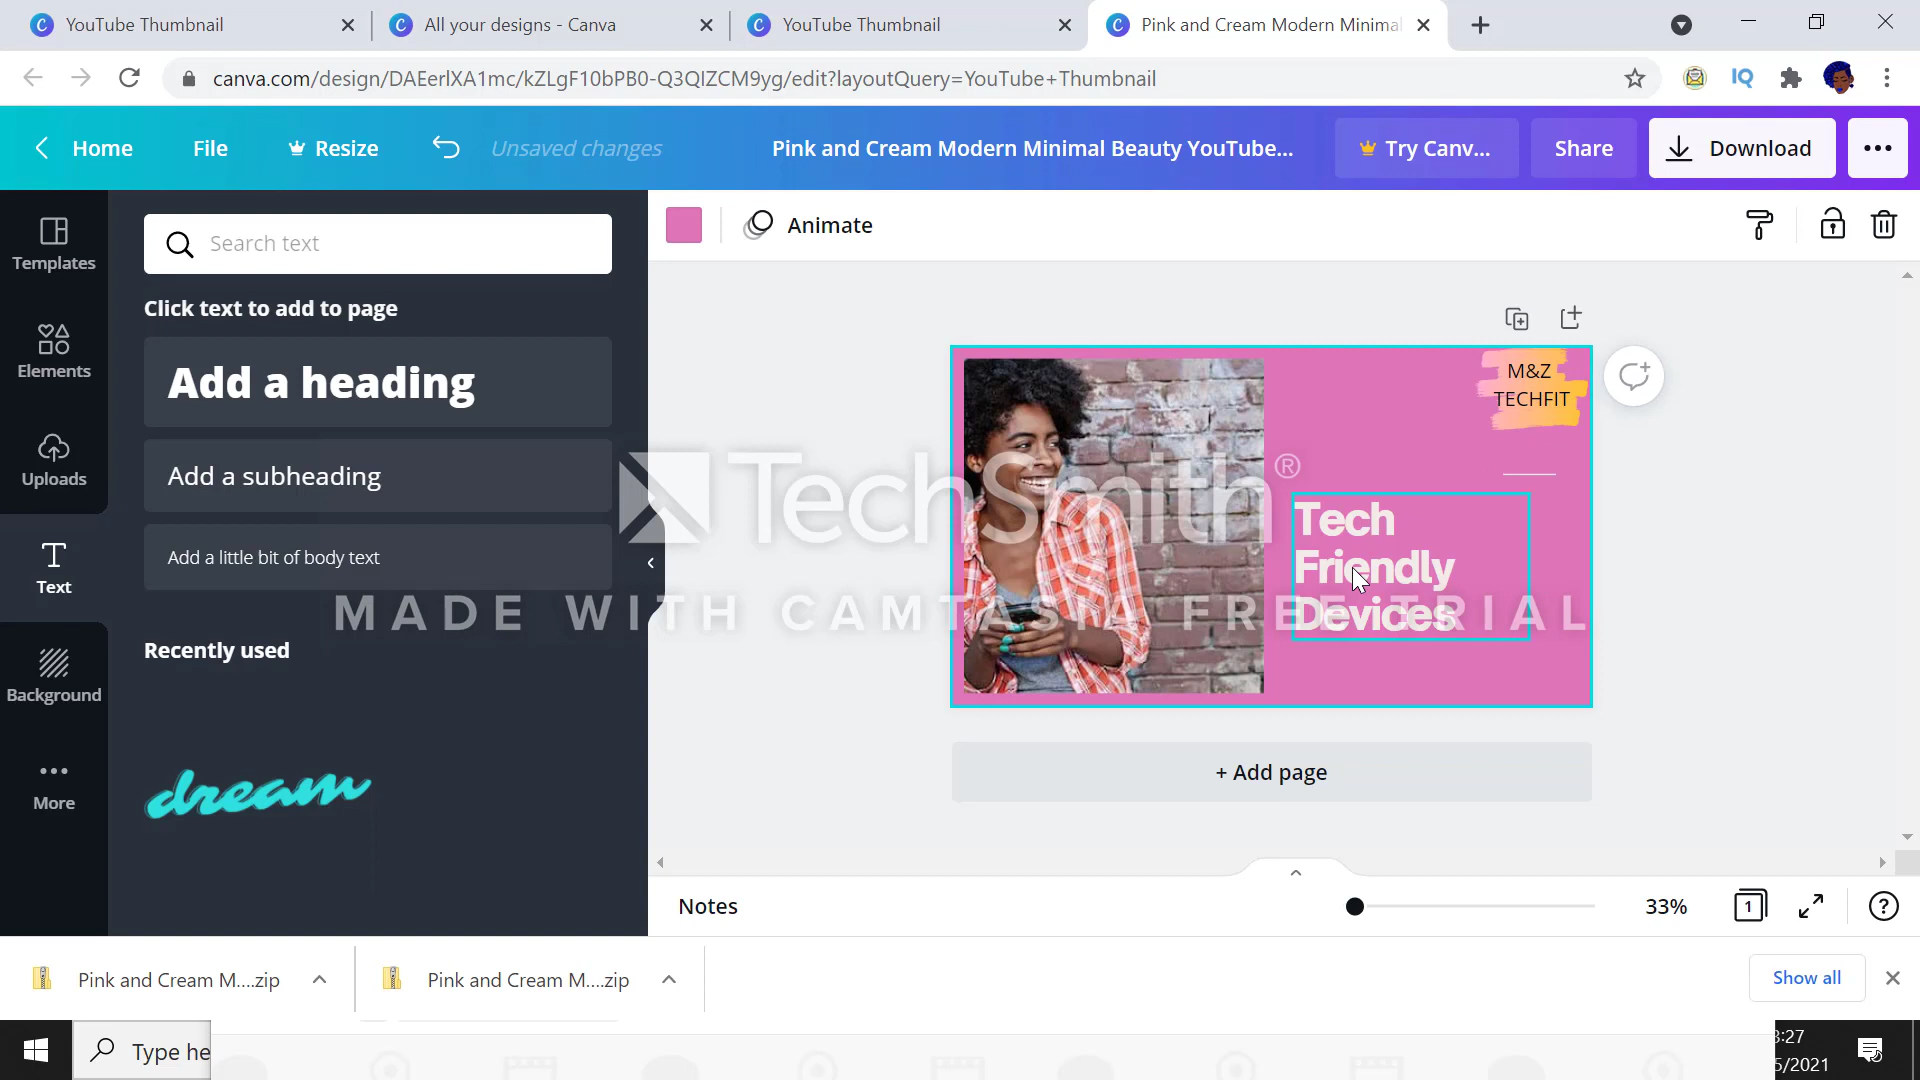 YouTube Thumbnail
All your designs - Canva
YouTube Thumbnail
Pink and Cream Modern Minimal
canva.com/design/DAEerlXA1mc/kZLgF10bPB0-Q3QIZCM9yg/edit?layoutQuery=YouTube+Thumbnail
IQ
Home
File
Resize
Unsaved changes
Pink and Cream Modern Minimal Beauty YouTube...
Try Canv...
Share
Download
Templates
Elements
Uploads
Text
Background
More
Search text
Click text to add to page
Add a heading
Add a subheading
Add a little bit of body text
Recently used
dream
Animate
M&Z
TECHFIT
Tech
Friendly
Devices
TechSmith®
MADE WITH CAMTASIA FREE TRIAL
+ Add page
Notes
33%
1
Pink and Cream M....zip
Pink and Cream M....zip
Show all
Type he
:27
5/2021